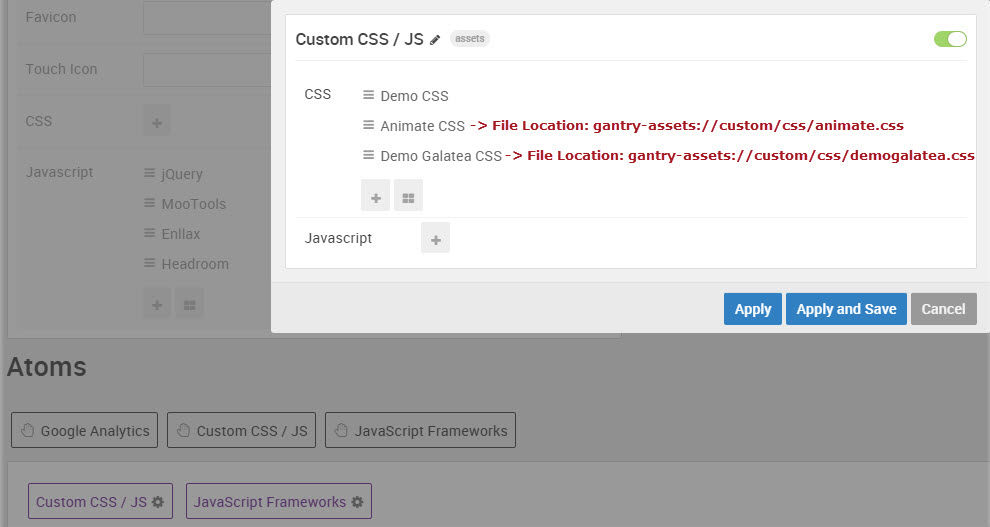 Favicon
Touch Icon
CSS
Javascript
jQuery
MooTools
Enllax
Headroom
Custom CSS / JS assets
CSS
Demo CSS
Animate CSS -> File Location: gantry-assets://custom/css/animate.css
Demo Galatea CSS -> File Location: gantry-assets://custom/css/demogalatea.css
Javascript
Apply Apply and Save Cancel
Atoms
Google Analytics Custom CSS / JS JavaScript Frameworks
Custom CSS / JS JavaScript Frameworks